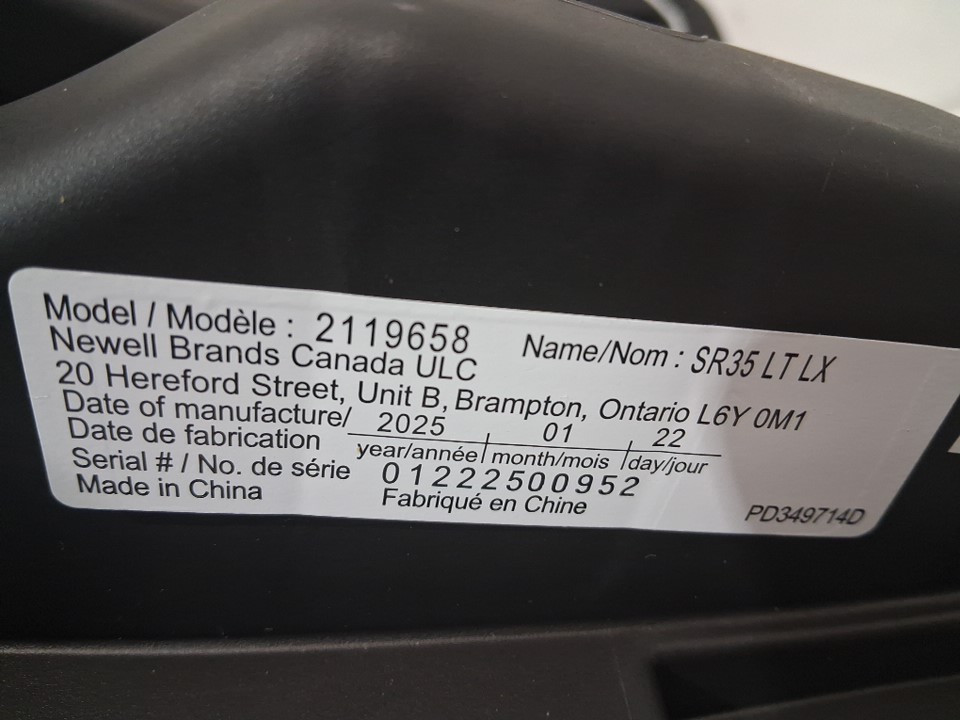 Model / Modèle : 2119658 Name/Nom : SR35 LT LX
Newell Brands Canada ULC
20 Hereford Street, Unit B, Brampton, Ontario L6Y 0M1
Date of manufacture/ 2025 01 22
Date de fabrication year/année month/mois day/jour
Serial # / No. de série 01222500952
Made in China Fabriqué en Chine PD349714D